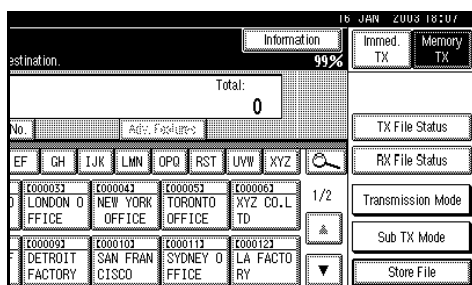 16 JAN 2003 18:07
Information
Immed. TX
Memory TX
estination.
99%
Total:
0
No.
Adv. Features
TX File Status
EF GH IJK LMN OPQ RST UVW XYZ
RX File Status
[00003] [00004] [00005] [00006]
LONDON O NEW YORK TORONTO XYZ CO.L
FFICE OFFICE OFFICE TD
1/2
Transmission Mode
Sub TX Mode
[00009] [00010] [00011] [00012]
DETROIT SAN FRAN SYDNEY O LA FACTO
FACTORY CISCO FFICE RY
Store File